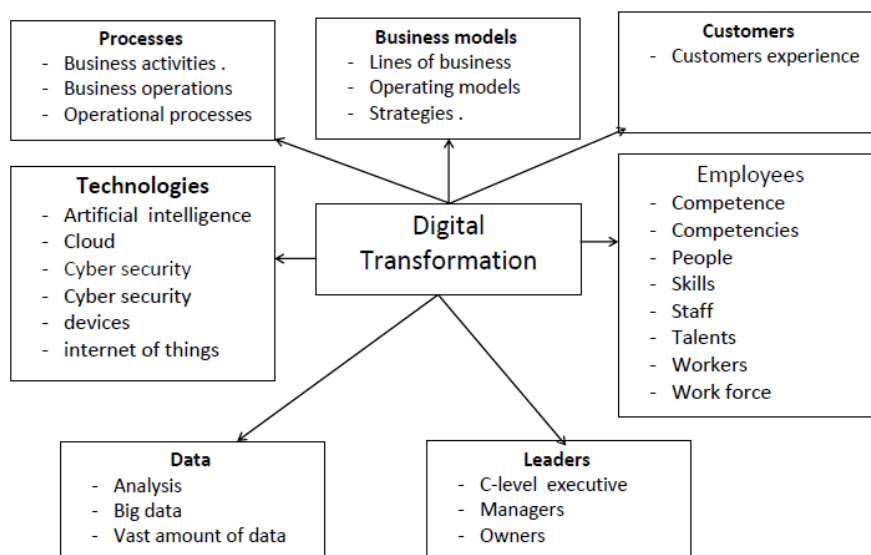 Processes
- Business activities .
- Business operations
- Operational processes
Business models
- Lines of business
- Operating models
- Strategies .
Customers
- Customers experience
Technologies
- Artificial intelligence
- Cloud
- Cyber security
- Cyber security
- devices
- internet of things
Digital
Transformation
Employees
- Competence
- Competencies
- People
- Skills
- Staff
- Talents
- Workers
- Work force
Data
- Analysis
- Big data
- Vast amount of data
Leaders
- C-level executive
- Managers
- Owners